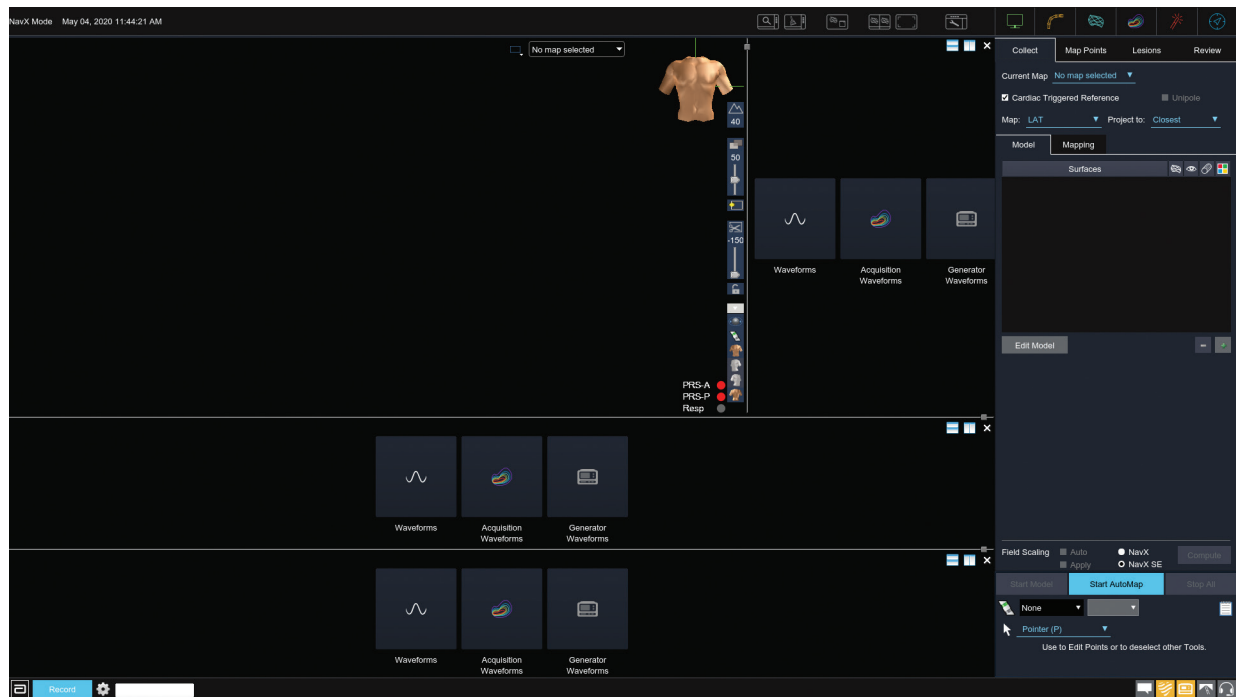 NavX Mode May 04, 2020 11:44:21 AM
No map selected
40
50
-150
PRS-A
PRS-P
Resp
Waveforms
Acquisition
Waveforms
Generator
Waveforms
Waveforms
Acquisition
Waveforms
Generator
Waveforms
Waveforms
Acquisition
Waveforms
Generator
Waveforms
Collect Map Points Lesions Review
Current Map No map selected
Cardiac Triggered Reference Unipole
Map: LAT Project to: Closest
Model Mapping
Surfaces
Edit Model
Field Scaling Auto NavX Compute
Apply NavX SE
Start Model Start AutoMap Stop All
None
Pointer (P)
Use to Edit Points or to deselect other Tools.
Record